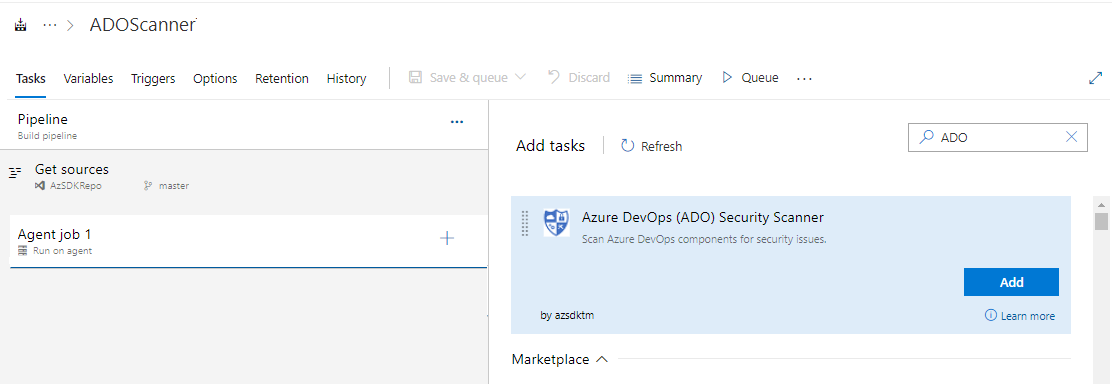 ADOScanner
Tasks Variables Triggers Options Retention History Save & queue Discard Summary Queue
Pipeline
Build pipeline
Get sources
AzSDKRepo master
Agent job 1
Run on agent
Add tasks Refresh ADO
Azure DevOps (ADO) Security Scanner
Scan Azure DevOps components for security issues.
Add
by azsdktm Learn more
Marketplace